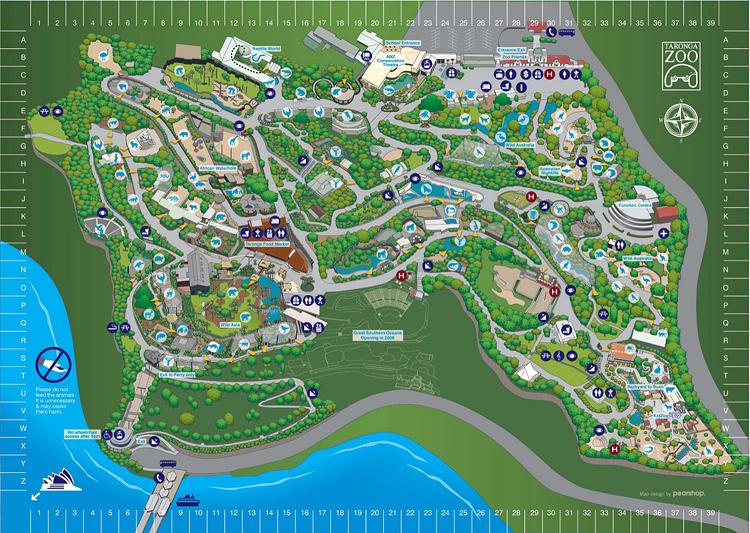 1 2 3 4 5 6 7 8 9 10 11 12 13 14 15 16 17 18 19 20 21 22 23 24 25 26 27 28 29 30 31 32 33 34 35 36 37 38 39
A
B
C
D
E
F
G
H
I
J
K
L
M
N
O
P
Q
R
S
T
U
V
W
X
Y
Z
School Entrance
Reptile World
ANZ
Conservation
Theatre
Entrance/Exit
Zoo Friends
TARONGA
ZOO
Wild Australia
African Waterhole
Australian
Nightlife
Function Centre
Taronga Food Market
Wild Australia
Wild Asia
Great Southern Oceans
Opening in 2008
Exit to Ferry only
Please do not
feed the animals.
It is unnecessary
& may cause
them harm.
Backyard to Bush
No wheelchair
access after 5pm
Exit
Map design by pearshop.
1 2 3 4 5 6 7 8 9 10 11 12 13 14 15 16 17 18 19 20 21 22 23 24 25 26 27 28 29 30 31 32 33 34 35 36 37 38 39